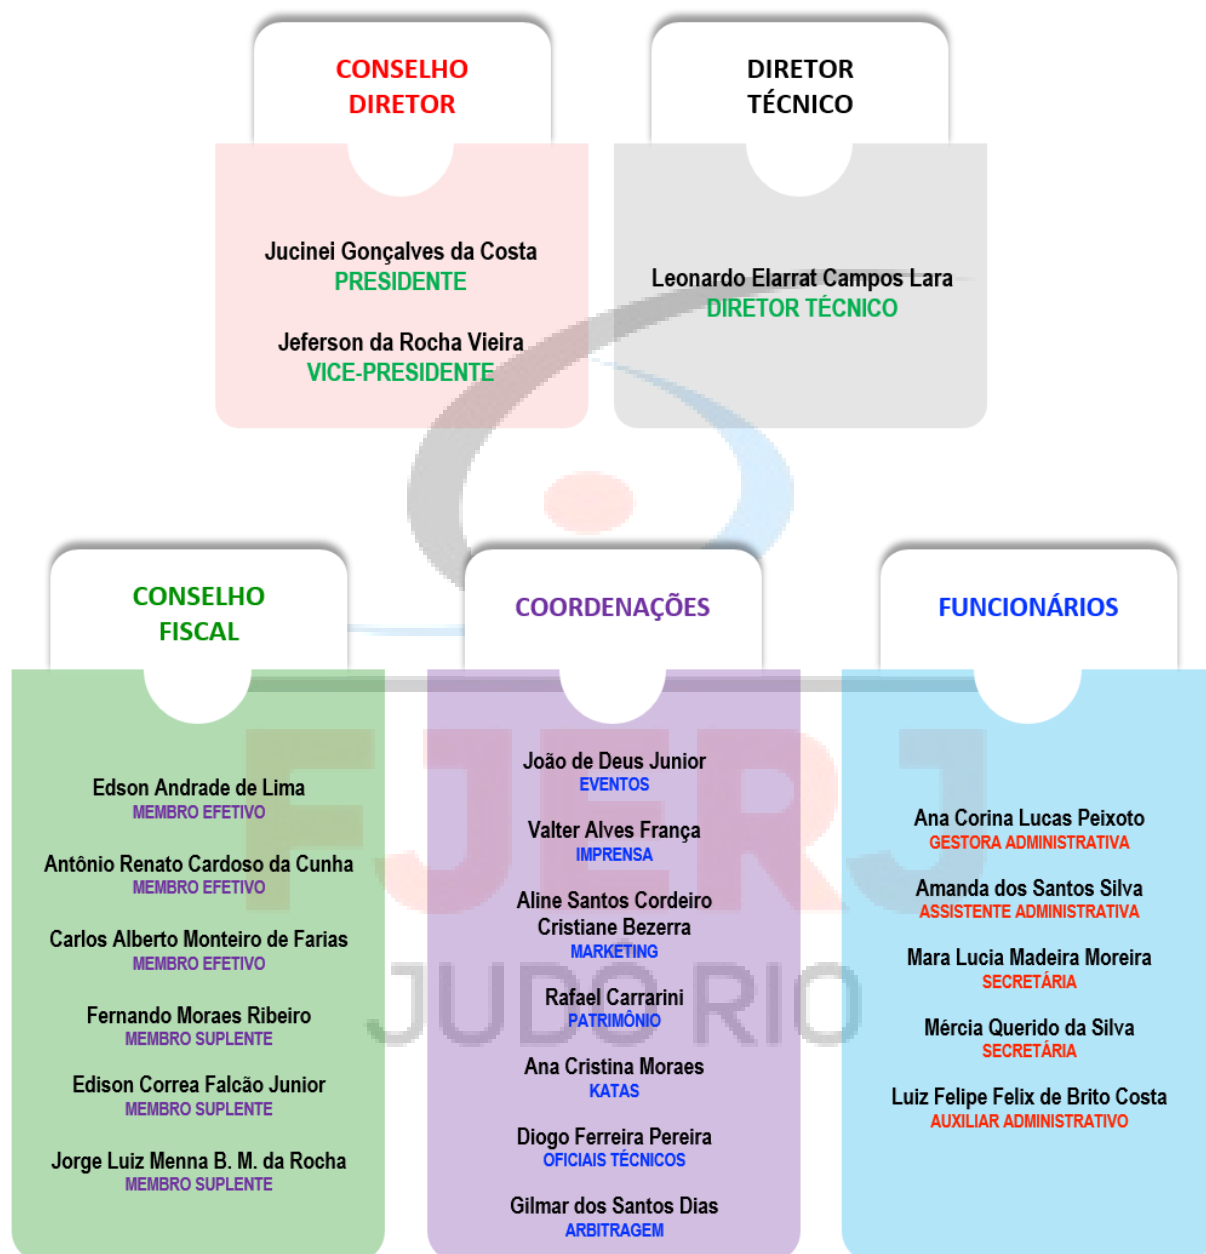 CONSELHO
DIRETOR
Jucinei Gonçalves da Costa
PRESIDENTE
Jeferson da Rocha Vieira
VICE-PRESIDENTE
DIRETOR
TÉCNICO
Leonardo Elarrat Campos Lara
DIRETOR TÉCNICO
CONSELHO
FISCAL
Edson Andrade de Lima
MEMBRO EFETIVO
Antônio Renato Cardoso da Cunha
MEMBRO EFETIVO
Carlos Alberto Monteiro de Farias
MEMBRO EFETIVO
Fernando Moraes Ribeiro
MEMBRO SUPLENTE
Edison Correa Falcão Junior
MEMBRO SUPLENTE
Jorge Luiz Menna B. M. da Rocha
MEMBRO SUPLENTE
COORDENAÇÕES
João de Deus Junior
EVENTOS
Valter Alves França
IMPRENSA
Aline Santos Cordeiro
Cristiane Bezerra
MARKETING
Rafael Carrarini
PATRIMÔNIO
Ana Cristina Moraes
KATAS
Diogo Ferreira Pereira
OFICIAIS TÉCNICOS
Gilmar dos Santos Dias
ARBITRAGEM
FUNCIONÁRIOS
Ana Corina Lucas Peixoto
GESTORA ADMINISTRATIVA
Amanda dos Santos Silva
ASSISTENTE ADMINISTRATIVA
Mara Lucia Madeira Moreira
SECRETÁRIA
Mércia Querido da Silva
SECRETÁRIA
Luiz Felipe Felix de Brito Costa
AUXILIAR ADMINISTRATIVO
FJERJ
JUDÔ RIO